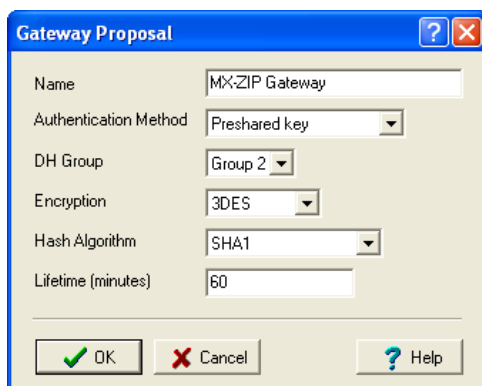 Gateway Proposal
Name MX-ZIP Gateway
Authentication Method Preshared key
DH Group Group 2
Encryption 3DES
Hash Algorithm SHA1
Lifetime (minutes) 60
OK Cancel ? Help